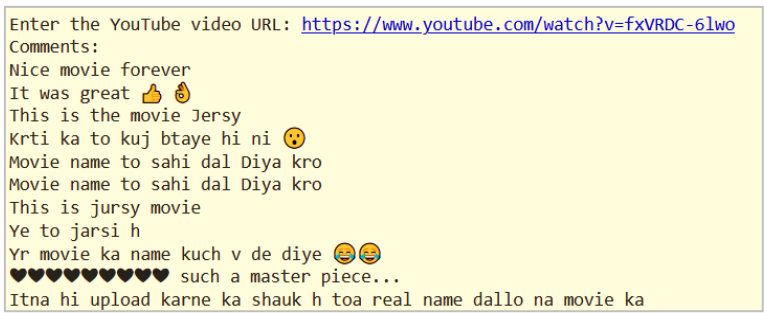 Enter the YouTube video URL: https://www.youtube.com/watch?v=fxVRDC-6lwo
Comments:
Nice movie forever
It was great 👍 👌
This is the movie Jersy
Krti ka to kuj btaye hi ni 😮
Movie name to sahi dal Diya kro
Movie name to sahi dal Diya kro
This is jursy movie
Ye to jarsi h
Yr movie ka name kuch v de diye 😂😂
🖤🖤🖤🖤🖤🖤🖤🖤🖤 such a master piece...
Itna hi upload karne ka shauk h toa real name dallo na movie ka